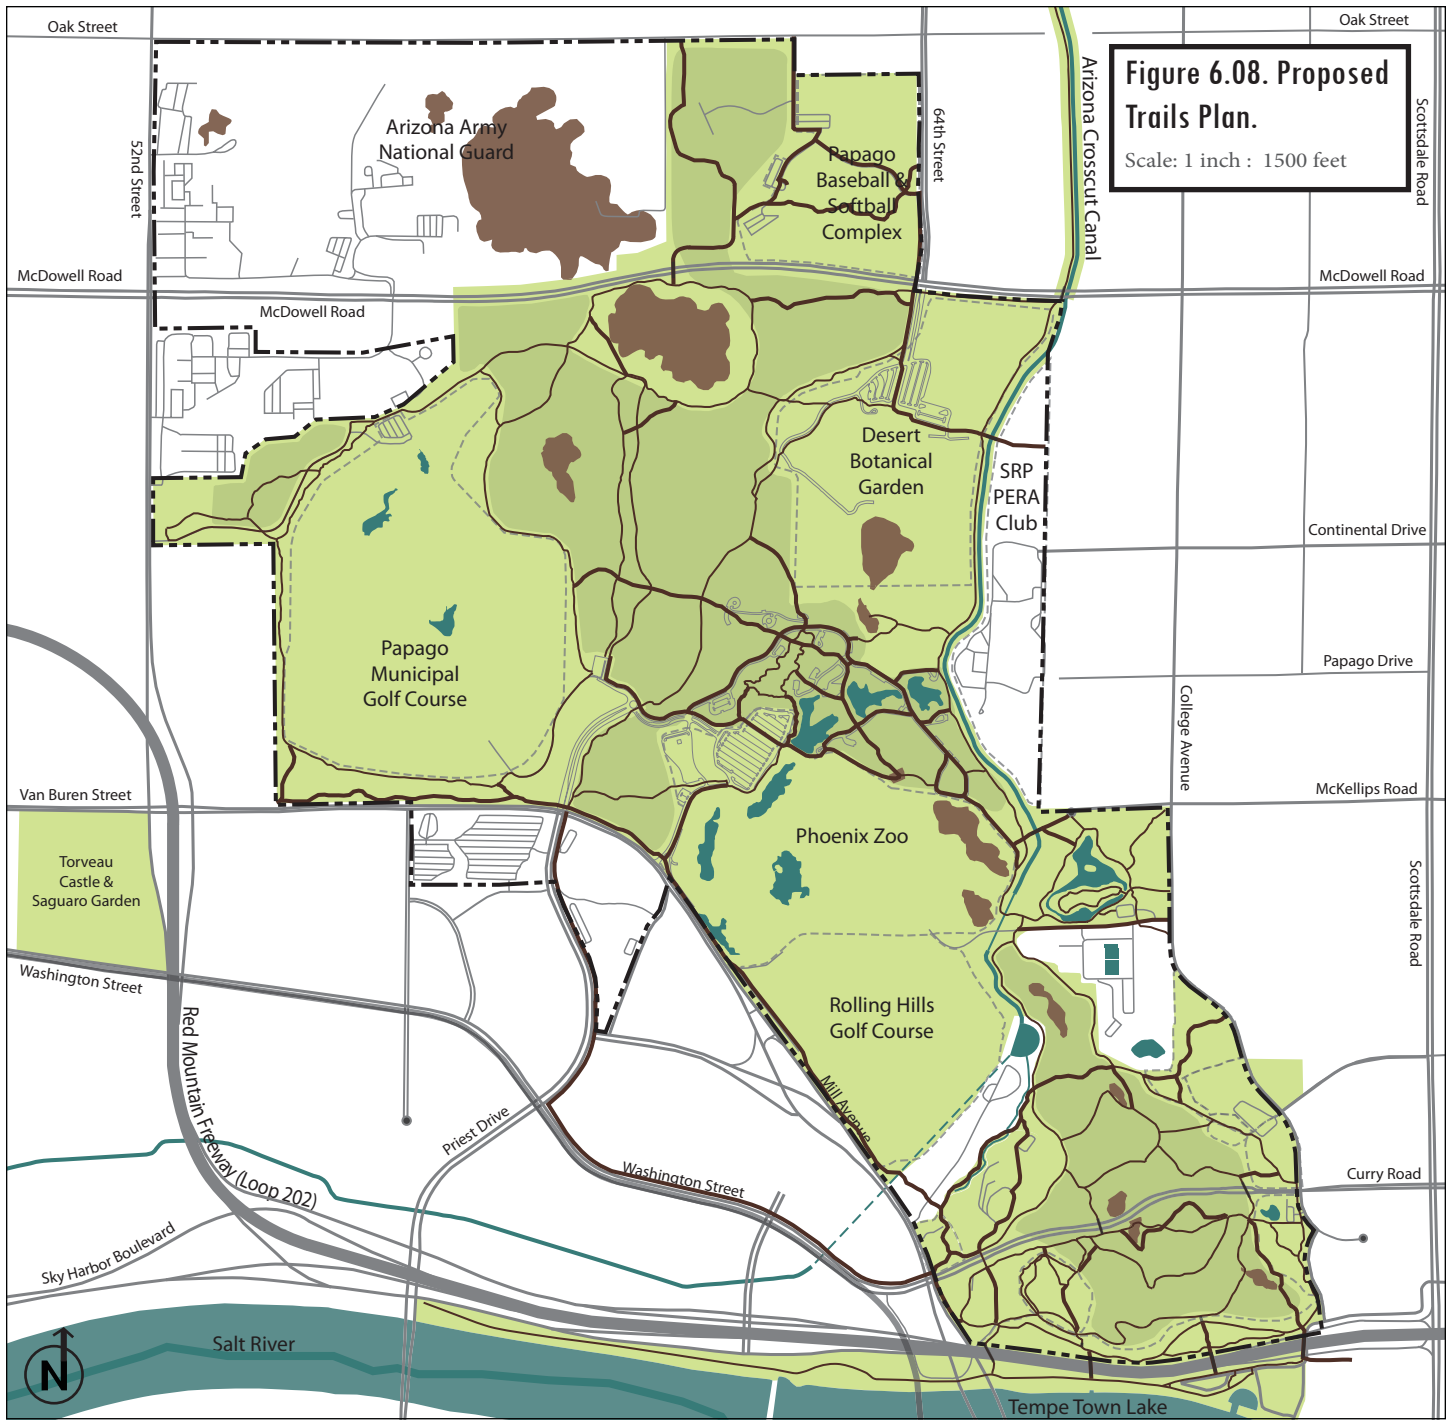 Oak Street
Oak Street
Figure 6.08. Proposed
Trails Plan.
Scale: 1 inch : 1500 feet
Arizona Army
National Guard
52nd Street
64th Street
Arizona Crosscut Canal
Scottsdale Road
Papago
Baseball &
Softball
Complex
McDowell Road
McDowell Road
McDowell Road
Desert
Botanical
Garden
SRP
PERA
Club
Continental Drive
Papago
Municipal
Golf Course
Papago Drive
College Avenue
Van Buren Street
McKellips Road
Phoenix Zoo
Torveau
Castle &
Saguaro Garden
Scottsdale Road
Washington Street
Rolling Hills
Golf Course
Red Mountain Freeway (Loop 202)
Mill Avenue
Priest Drive
Washington Street
Curry Road
Sky Harbor Boulevard
Salt River
N
Tempe Town Lake